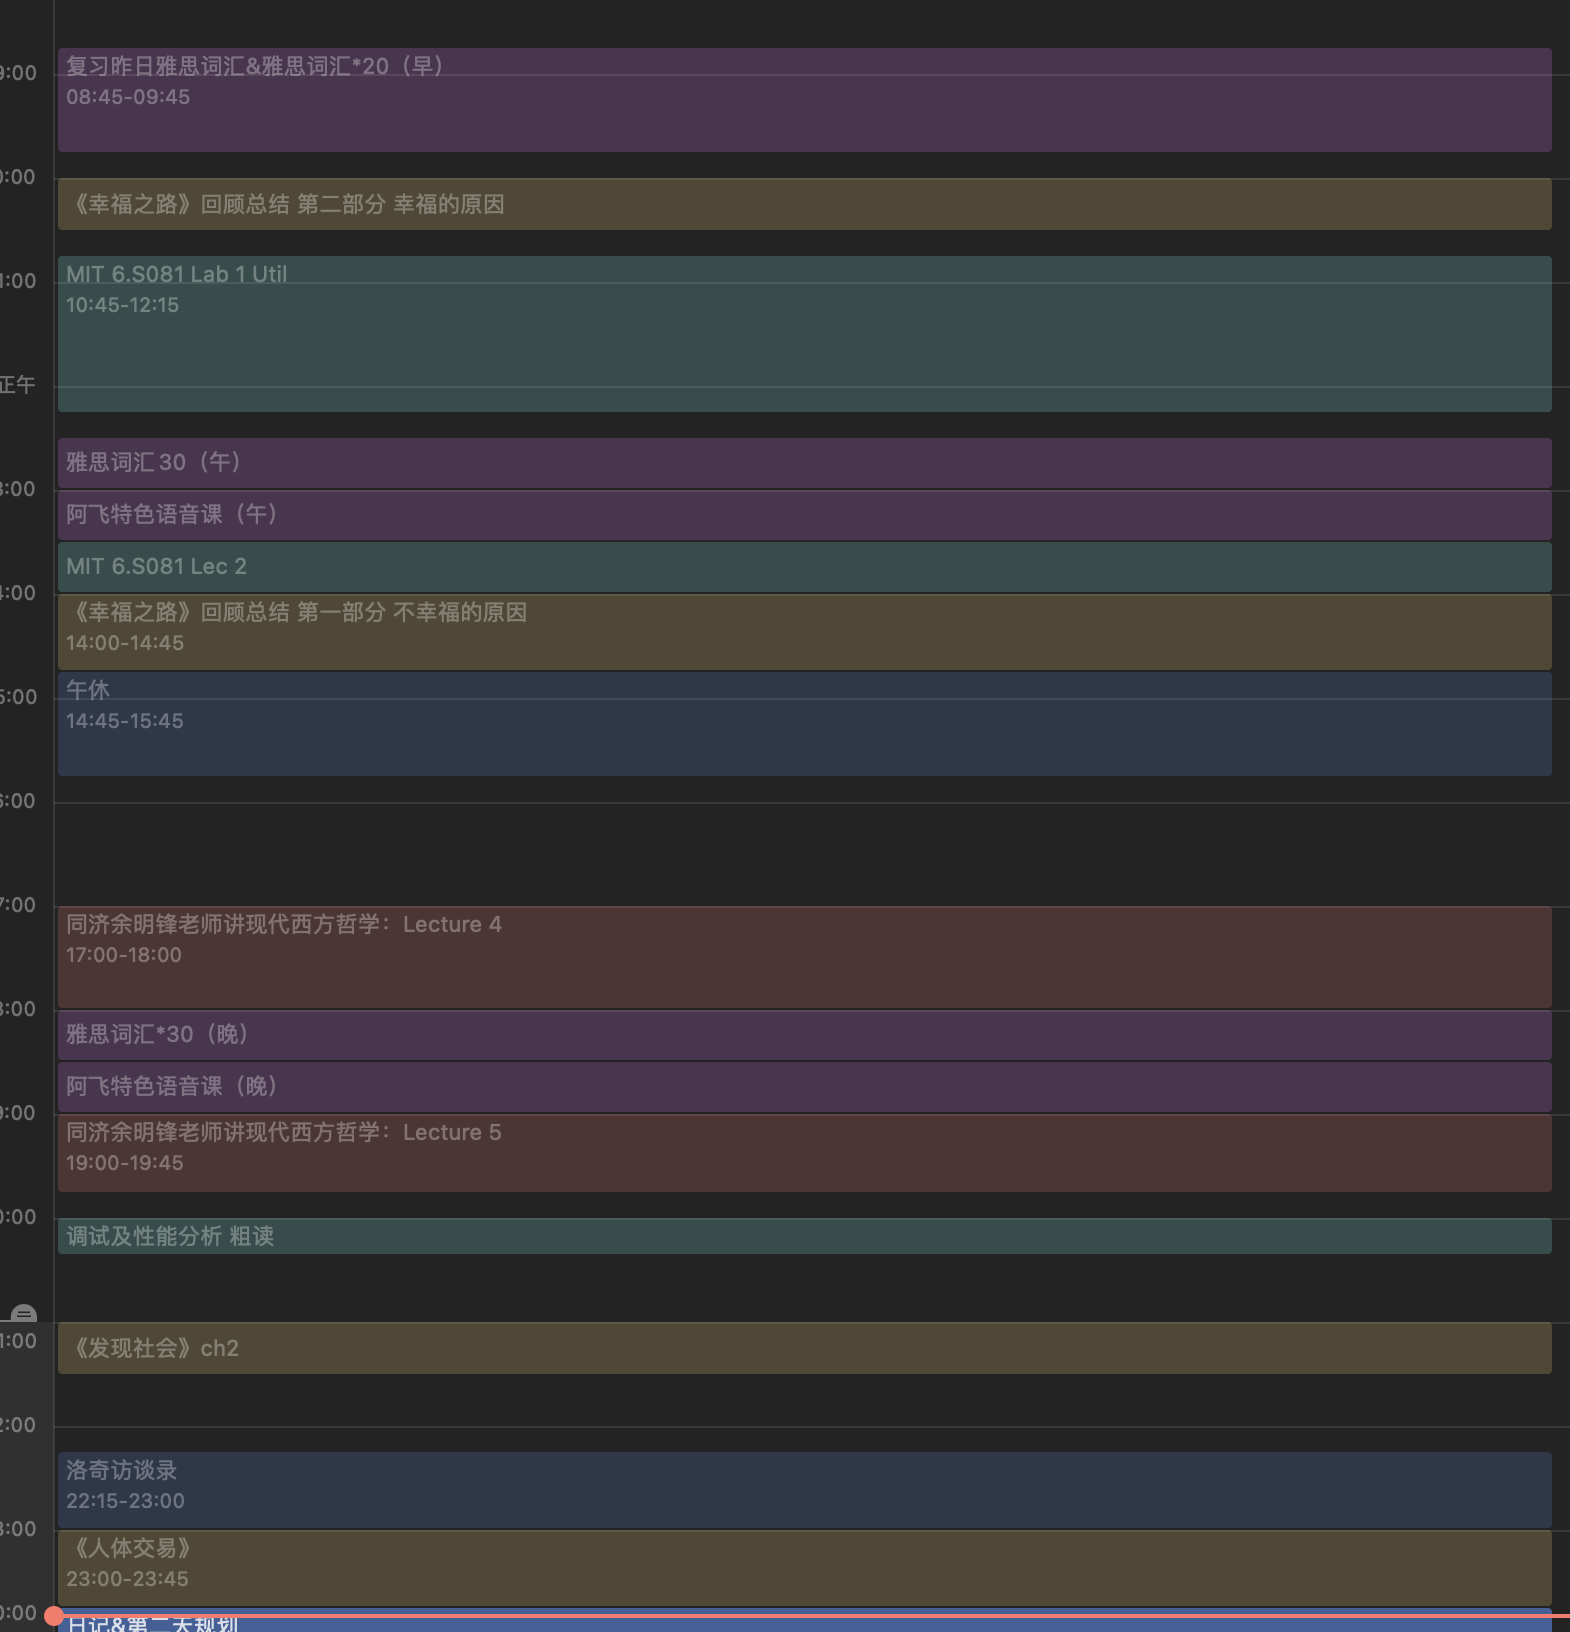 9:00
复习昨日雅思词汇&雅思词汇*20（早）
08:45-09:45
0:00
《幸福之路》回顾总结 第二部分 幸福的原因
1:00
MIT 6.S081 Lab 1 Util
10:45-12:15
正午
雅思词汇30（午）
3:00
阿飞特色语音课（午）
MIT 6.S081 Lec 2
4:00
《幸福之路》回顾总结 第一部分 不幸福的原因
14:00-14:45
午休
5:00
14:45-15:45
6:00
7:00
同济余明锋老师讲现代西方哲学：Lecture 4
17:00-18:00
8:00
雅思词汇*30（晚）
阿飞特色语音课（晚）
9:00
同济余明锋老师讲现代西方哲学：Lecture 5
19:00-19:45
0:00
调试及性能分析 粗读
1:00
《发现社会》ch2
2:00
洛奇访谈录
22:15-23:00
3:00
《人体交易》
23:00-23:45
0:00
日记&第二天规划